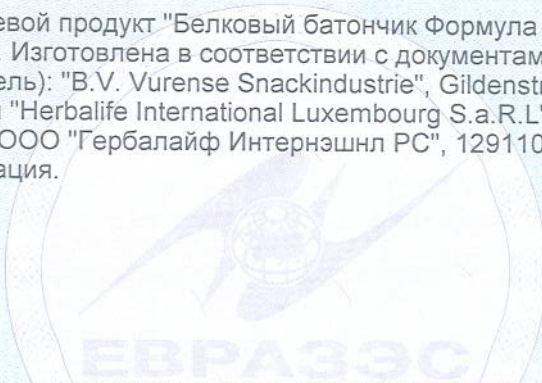 евой продукт "Белковый батончик Формула
. Изготовлена в соответствии с документам
ель): "B.V. Vurense Snackindustrie", Gildenstr
"Herbalife International Luxembourg S.a.R.L"
ООО "Гербалайф Интернэшнл РС", 129110
ация.
ЕВРАЗЭС